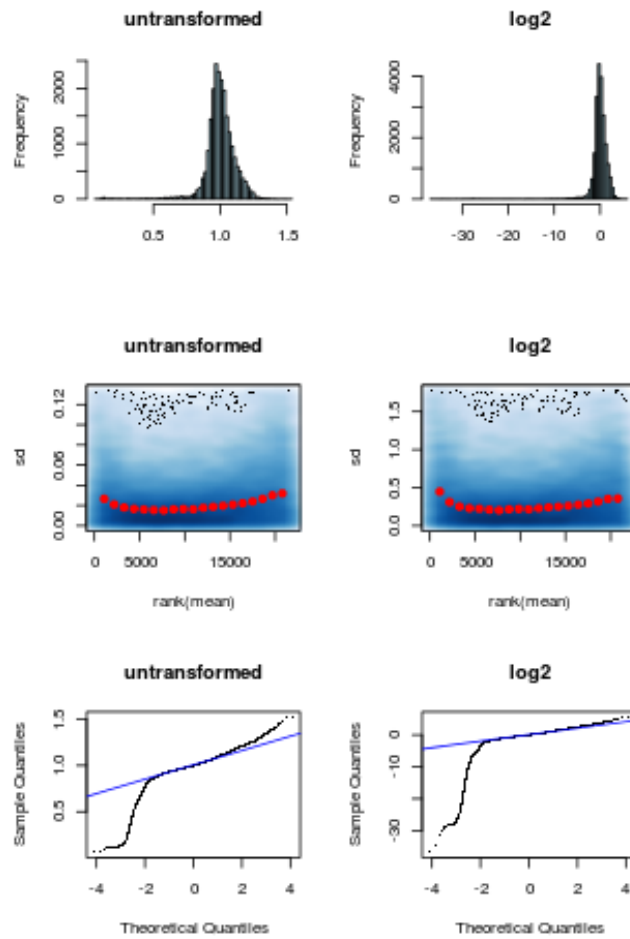 untransformed log2
Frequency Frequency
2000
1000
0
4000
2000
0
0.5 1.0 1.5 -30 -20 -10 0
untransformed log2
sd sd
0.12
0.06
0.00
1.5
1.0
0.5
0.0
0 5000 15000 0 5000 15000
rank(mean) rank(mean)
untransformed log2
Sample Quantiles Sample Quantiles
1.5
1.0
0.5
0
-10
-30
-4 -2 0 2 4 -4 -2 0 2 4
Theoretical Quantiles Theoretical Quantiles